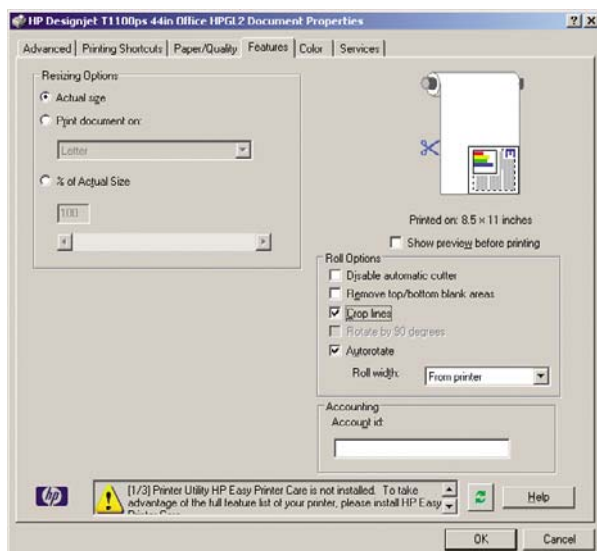 HP Designjet T1100ps 44in Office HPGL2 Document Properties
Advanced
Printing Shortcuts
Paper/Quality
Features
Color
Services
Resizing Options
Actual size
Print document on:
Letter
% of Actual Size
100
Printed on: 8.5 × 11 inches
Show preview before printing
Roll Options
Disable automatic cutter
Remove top/bottom blank areas
Crop lines
Rotate by 90 degrees
Autorotate
Roll width:
From printer
Accounting
Account id:
hp
[1/3] Printer Utility HP Easy Printer Care is not installed. To take
advantage of the full feature list of your printer, please install HP Easy
Printer Care
Help
OK
Cancel